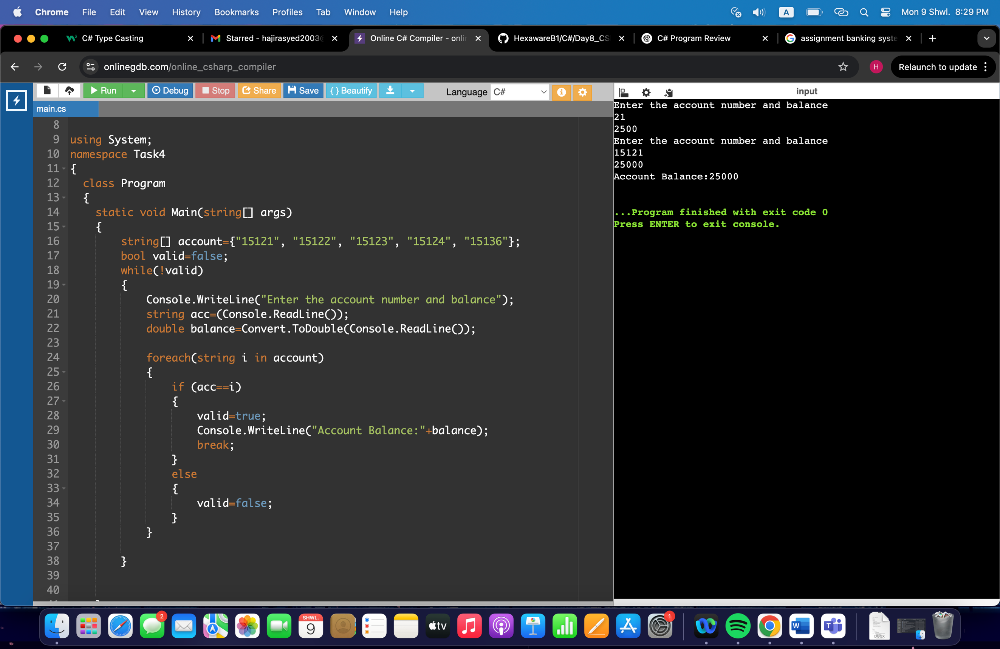 Chrome File Edit View History Bookmarks Profiles Tab Window Help A Mon 9 Shwl. 8:29 PM
C# Type Casting Starred - hajirasyed2003@ Online C# Compiler - onlin HexawareB1/C#/Day8_CS C# Program Review assignment banking syste
onlinegdb.com/online_csharp_compiler H Relaunch to update
Run Debug Stop Share Save {} Beautify Language C# input
main.cs
8
9 using System;
10 namespace Task4
11 {
12 class Program
13 {
14 static void Main(string[] args)
15 {
16 string[] account={"15121", "15122", "15123", "15124", "15136"};
17 bool valid=false;
18 while(!valid)
19 {
20 Console.WriteLine("Enter the account number and balance");
21 string acc=(Console.ReadLine());
22 double balance=Convert.ToDouble(Console.ReadLine());
23
24 foreach(string i in account)
25 {
26 if (acc==i)
27 {
28 valid=true;
29 Console.WriteLine("Account Balance:"+balance);
30 break;
31 }
32 else
33 {
34 valid=false;
35 }
36 }
37
38 }
39
40
Enter the account number and balance
21
2500
Enter the account number and balance
15121
25000
Account Balance:25000
...Program finished with exit code 0
Press ENTER to exit console.
2 SHWL. 9 tv 1 W T DOCX